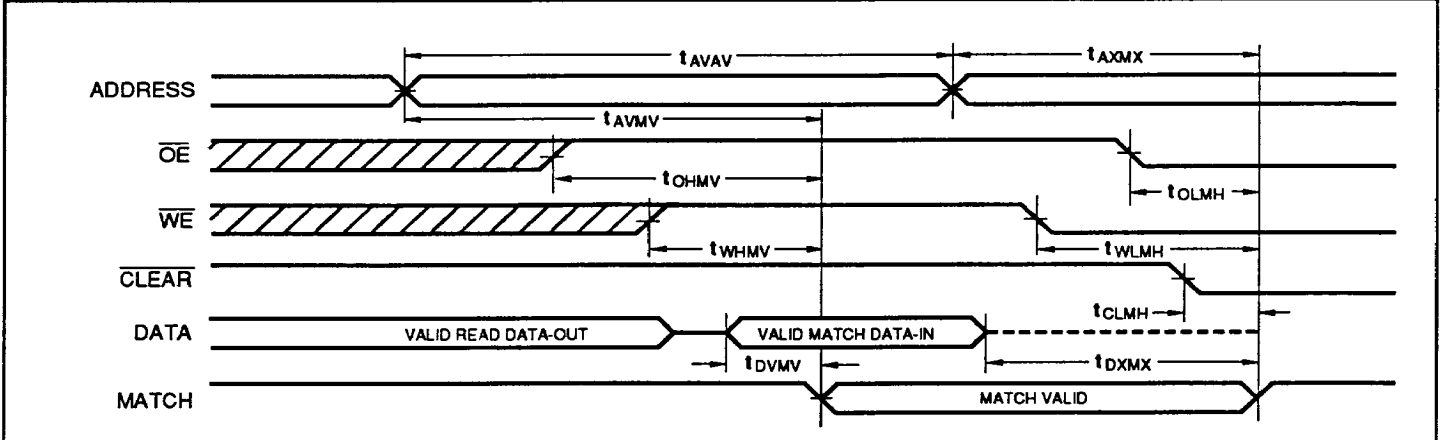 tAVAV
tAXMX
ADDRESS
tAVMV
OE
tOHMV
tOLMH
WE
tWHMV
tWLMH
CLEAR
tCLMH
DATA
VALID READ DATA-OUT
VALID MATCH DATA-IN
tDVMV
tDXMX
MATCH
MATCH VALID